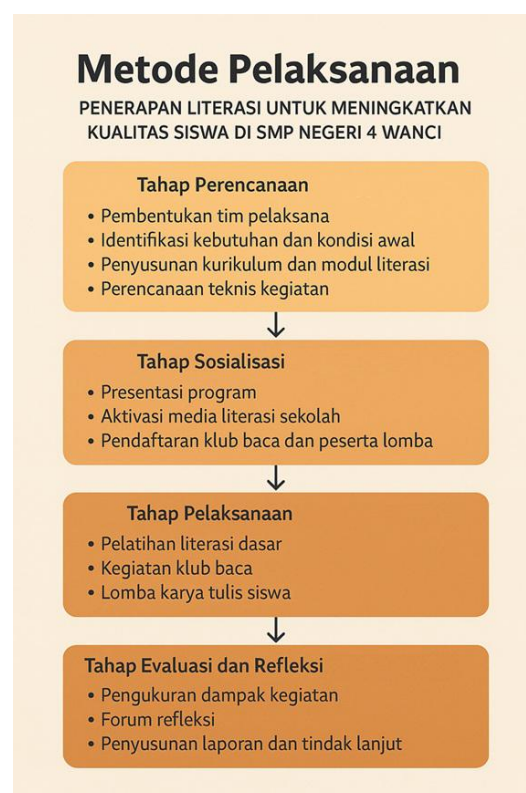 Metode Pelaksanaan
PENERAPAN LITERASI UNTUK MENINGKATKAN
KUALITAS SISWA DI SMP NEGERI 4 WANCI
Tahap Perencanaan
• Pembentukan tim pelaksana
• Identifikasi kebutuhan dan kondisi awal
• Penyusunan kurikulum dan modul literasi
• Perencanaan teknis kegiatan
Tahap Sosialisasi
• Presentasi program
• Aktivasi media literasi sekolah
• Pendaftaran klub baca dan peserta lomba
Tahap Pelaksanaan
• Pelatihan literasi dasar
• Kegiatan klub baca
• Lomba karya tulis siswa
Tahap Evaluasi dan Refleksi
• Pengukuran dampak kegiatan
• Forum refleksi
• Penyusunan laporan dan tindak lanjut